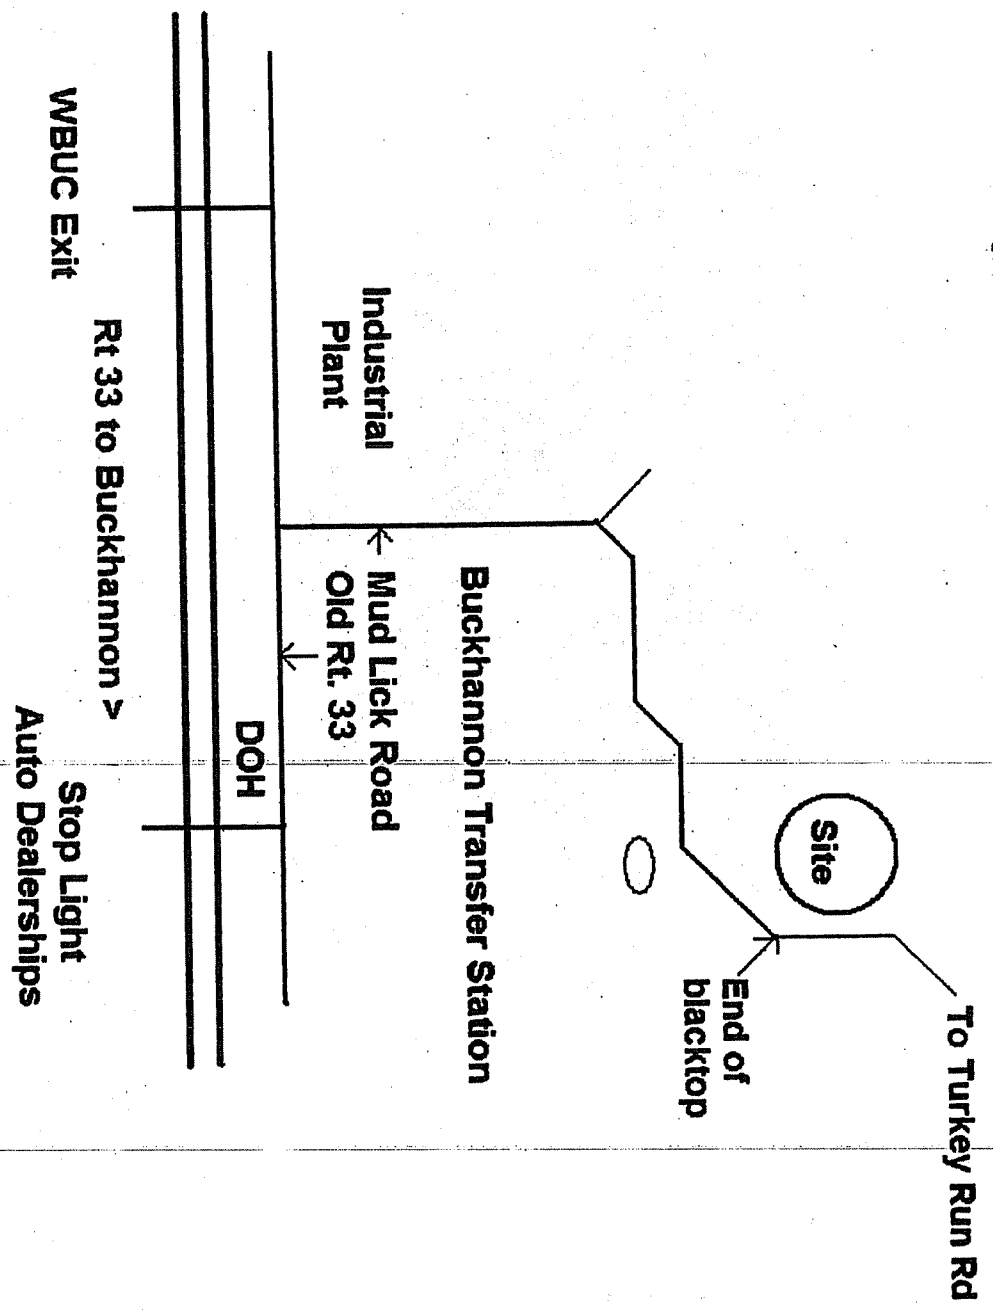 To Turkey Run Rd
Site
End of
blacktop
Buckhannon Transfer Station
Industrial
Plant
Mud Lick Road
Old Rt. 33
DOH
Rt 33 to Buckhannon >
WBUC Exit
Stop Light
Auto Dealerships